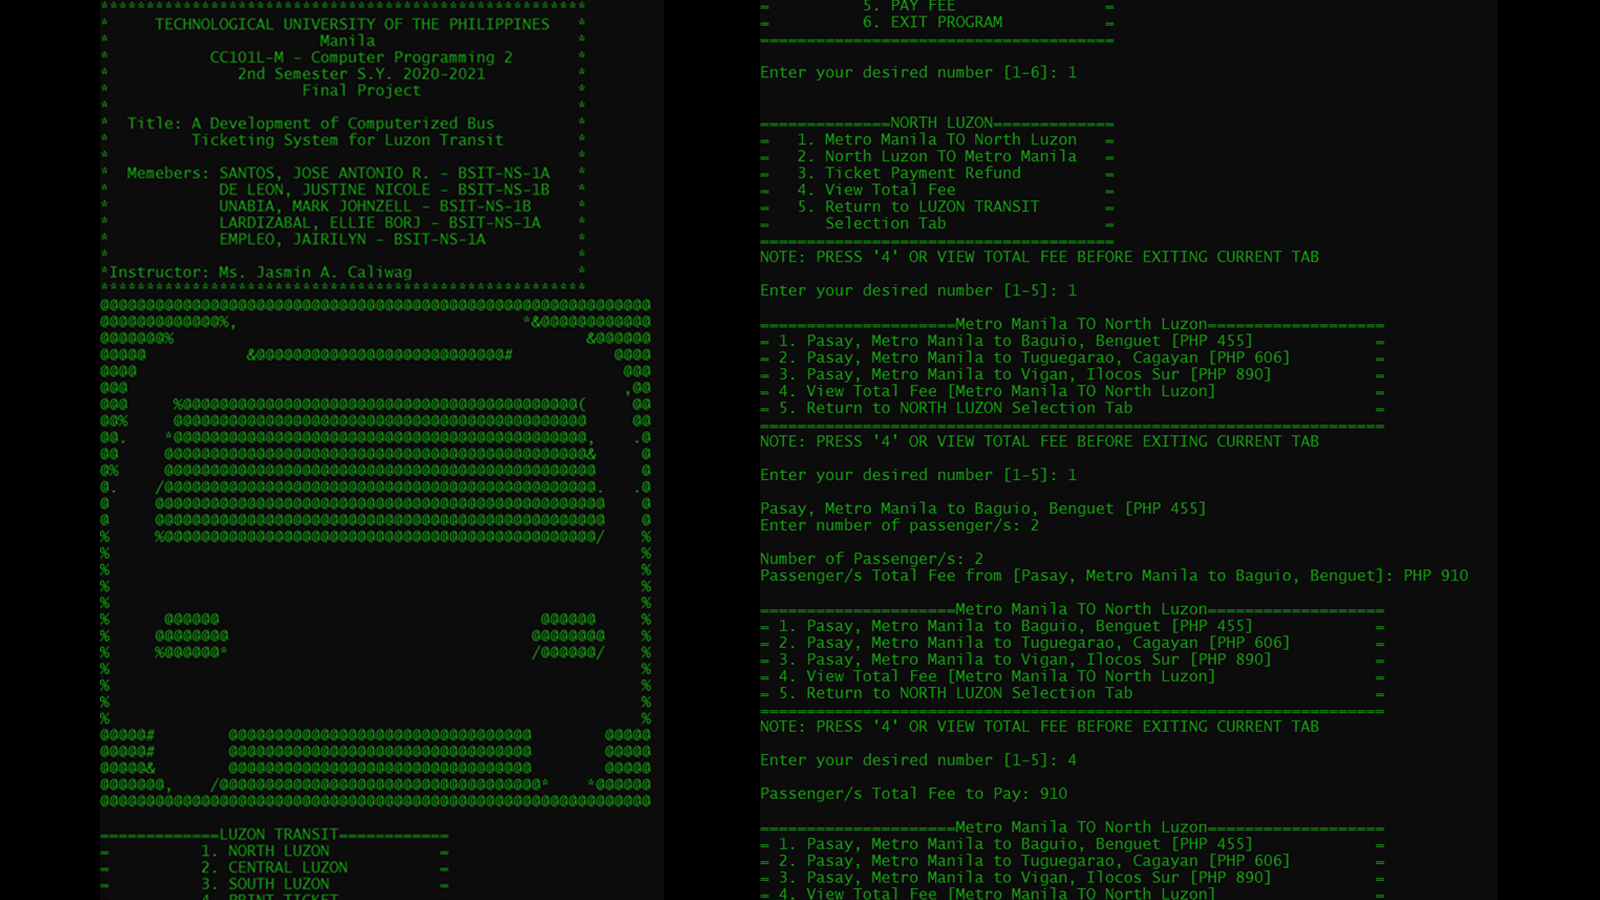 TECHNOLOGICAL UNIVERSITY OF THE PHILIPPINES
Manila
CC101L-M - Computer Programming 2
2nd Semester S.Y. 2020-2021
Final Project
Title: A Development of Computerized Bus
Ticketing System for Luzon Transit
Memebers: SANTOS, JOSE ANTONIO R. - BSIT-NS-1A
DE LEON, JUSTINE NICOLE - BSIT-NS-1B
UNABIA, MARK JOHNZELL - BSIT-NS-1B
LARDIZABAL, ELLIE BORJ - BSIT-NS-1A
EMPLEO, JAIRILYN - BSIT-NS-1A
*Instructor: Ms. Jasmin A. Caliwag
=============LUZON TRANSIT============
= 1. NORTH LUZON =
= 2. CENTRAL LUZON =
= 3. SOUTH LUZON =
4. PRINT TICKET
= 5. PAY FEE =
= 6. EXIT PROGRAM =
Enter your desired number [1-6]: 1
==============NORTH LUZON=============
= 1. Metro Manila TO North Luzon =
= 2. North Luzon TO Metro Manila =
= 3. Ticket Payment Refund =
= 4. View Total Fee =
= 5. Return to LUZON TRANSIT =
= Selection Tab =
NOTE: PRESS '4' OR VIEW TOTAL FEE BEFORE EXITING CURRENT TAB
Enter your desired number [1-5]: 1
=====================Metro Manila TO North Luzon===================
= 1. Pasay, Metro Manila to Baguio, Benguet [PHP 455] =
= 2. Pasay, Metro Manila to Tuguegarao, Cagayan [PHP 606] =
= 3. Pasay, Metro Manila to Vigan, Ilocos Sur [PHP 890] =
= 4. View Total Fee [Metro Manila TO North Luzon] =
= 5. Return to NORTH LUZON Selection Tab =
NOTE: PRESS '4' OR VIEW TOTAL FEE BEFORE EXITING CURRENT TAB
Enter your desired number [1-5]: 1
Pasay, Metro Manila to Baguio, Benguet [PHP 455]
Enter number of passenger/s: 2
Number of Passenger/s: 2
Passenger/s Total Fee from [Pasay, Metro Manila to Baguio, Benguet]: PHP 910
=====================Metro Manila TO North Luzon===================
= 1. Pasay, Metro Manila to Baguio, Benguet [PHP 455] =
= 2. Pasay, Metro Manila to Tuguegarao, Cagayan [PHP 606] =
= 3. Pasay, Metro Manila to Vigan, Ilocos Sur [PHP 890] =
= 4. View Total Fee [Metro Manila TO North Luzon] =
= 5. Return to NORTH LUZON Selection Tab =
NOTE: PRESS '4' OR VIEW TOTAL FEE BEFORE EXITING CURRENT TAB
Enter your desired number [1-5]: 4
Passenger/s Total Fee to Pay: 910
=====================Metro Manila TO North Luzon===================
= 1. Pasay, Metro Manila to Baguio, Benguet [PHP 455] =
= 2. Pasay, Metro Manila to Tuguegarao, Cagayan [PHP 606] =
= 3. Pasay, Metro Manila to Vigan, Ilocos Sur [PHP 890] =
= 4. View Total Fee [Metro Manila TO North Luzon] =